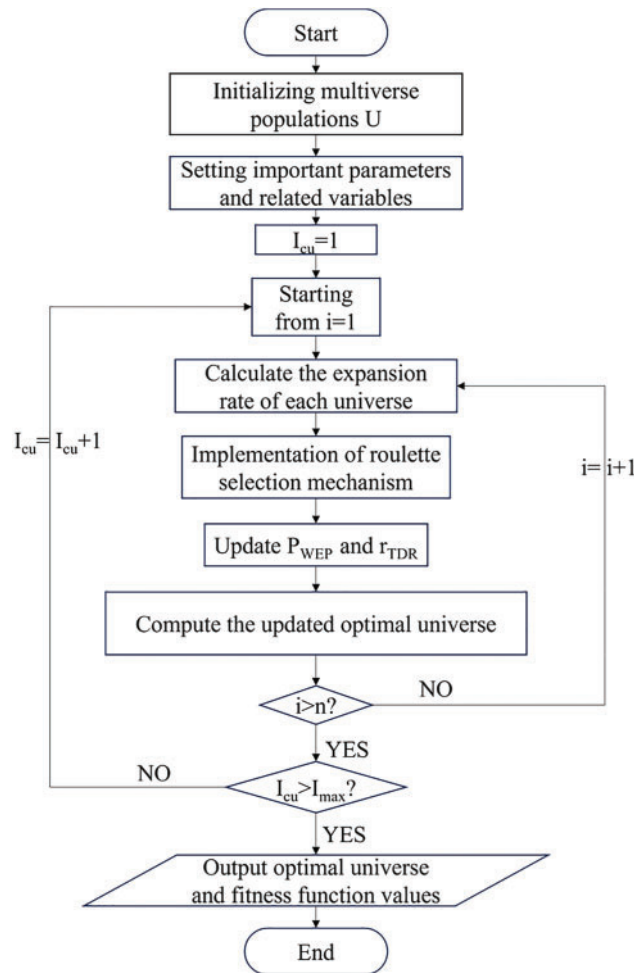 Start
Initializing multiverse
populations U
Setting important parameters
and related variables
I_cu=1
Starting
from i=1
Calculate the expansion
rate of each universe
I_cu= I_cu+1
i= i+1
Implementation of roulette
selection mechanism
Update P_WEP and r_TDR
Compute the updated optimal universe
i>n?
NO
YES
NO
I_cu>I_max?
YES
Output optimal universe
and fitness function values
End